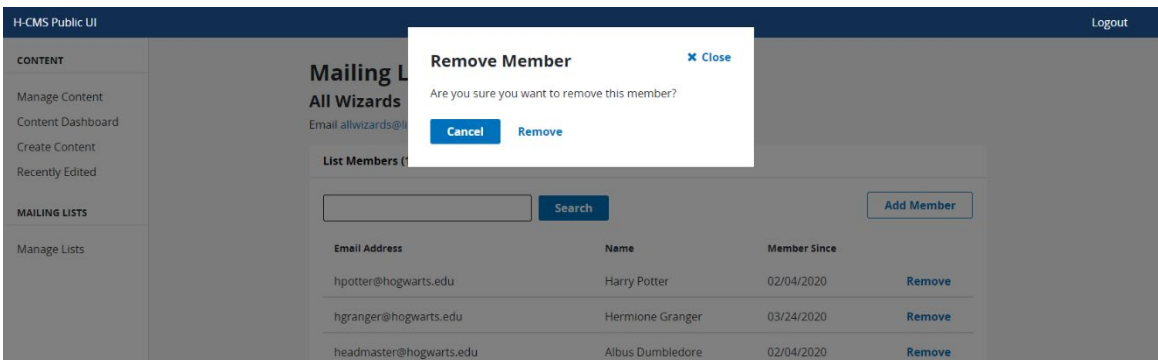 H-CMS Public UI
Logout
CONTENT
Manage Content
Content Dashboard
Create Content
Recently Edited
MAILING LISTS
Manage Lists
Remove Member
× Close
Are you sure you want to remove this member?
Cancel
Remove
Mailing L
All Wizards
Email allwizards@li
List Members (
Search
Add Member
Email Address Name Member Since
hpotter@hogwarts.edu Harry Potter 02/04/2020 Remove
hgranger@hogwarts.edu Hermione Granger 03/24/2020 Remove
headmaster@hogwarts.edu Albus Dumbledore 02/04/2020 Remove